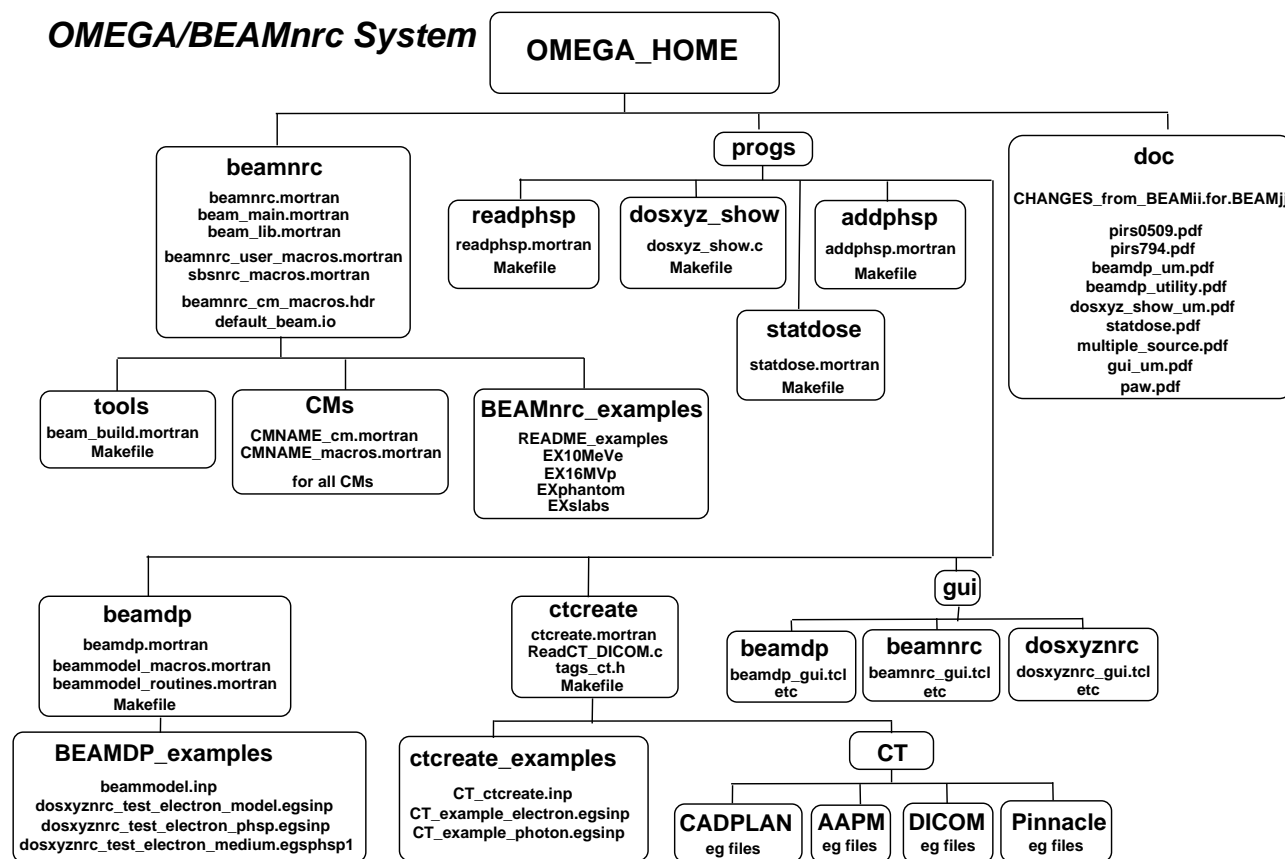 OMEGA/BEAMnrc System
OMEGA_HOME
beamnrc
beamnrc.mortran
beam_main.mortran
beam_lib.mortran
beamnrc_user_macros.mortran
sbsnrc_macros.mortran
beamnrc_cm_macros.hdr
default_beam.io
progs
doc
CHANGES_from_BEAMii.for.BEAMjj
pirs0509.pdf
pirs794.pdf
beamdp_um.pdf
beamdp_utility.pdf
dosxyz_show_um.pdf
statdose.pdf
multiple_source.pdf
gui_um.pdf
paw.pdf
readphsp
readphsp.mortran
Makefile
dosxyz_show
dosxyz_show.c
Makefile
addphsp
addphsp.mortran
Makefile
statdose
statdose.mortran
Makefile
tools
beam_build.mortran
Makefile
CMs
CMNAME_cm.mortran
CMNAME_macros.mortran
for all CMs
BEAMnrc_examples
README_examples
EX10MeVe
EX16MVp
EXphantom
EXslabs
beamdp
beamdp.mortran
beammodel_macros.mortran
beammodel_routines.mortran
Makefile
ctcreate
ctcreate.mortran
ReadCT_DICOM.c
tags_ct.h
Makefile
gui
beamdp
beamdp_gui.tcl
etc
beamnrc
beamnrc_gui.tcl
etc
dosxyznrc
dosxyznrc_gui.tcl
etc
BEAMDP_examples
beammodel.inp
dosxyznrc_test_electron_model.egsinp
dosxyznrc_test_electron_phsp.egsinp
dosxyznrc_test_electron_medium.egsphsp1
ctcreate_examples
CT_ctcreate.inp
CT_example_electron.egsinp
CT_example_photon.egsinp
CT
CADPLAN
eg files
AAPM
eg files
DICOM
eg files
Pinnacle
eg files